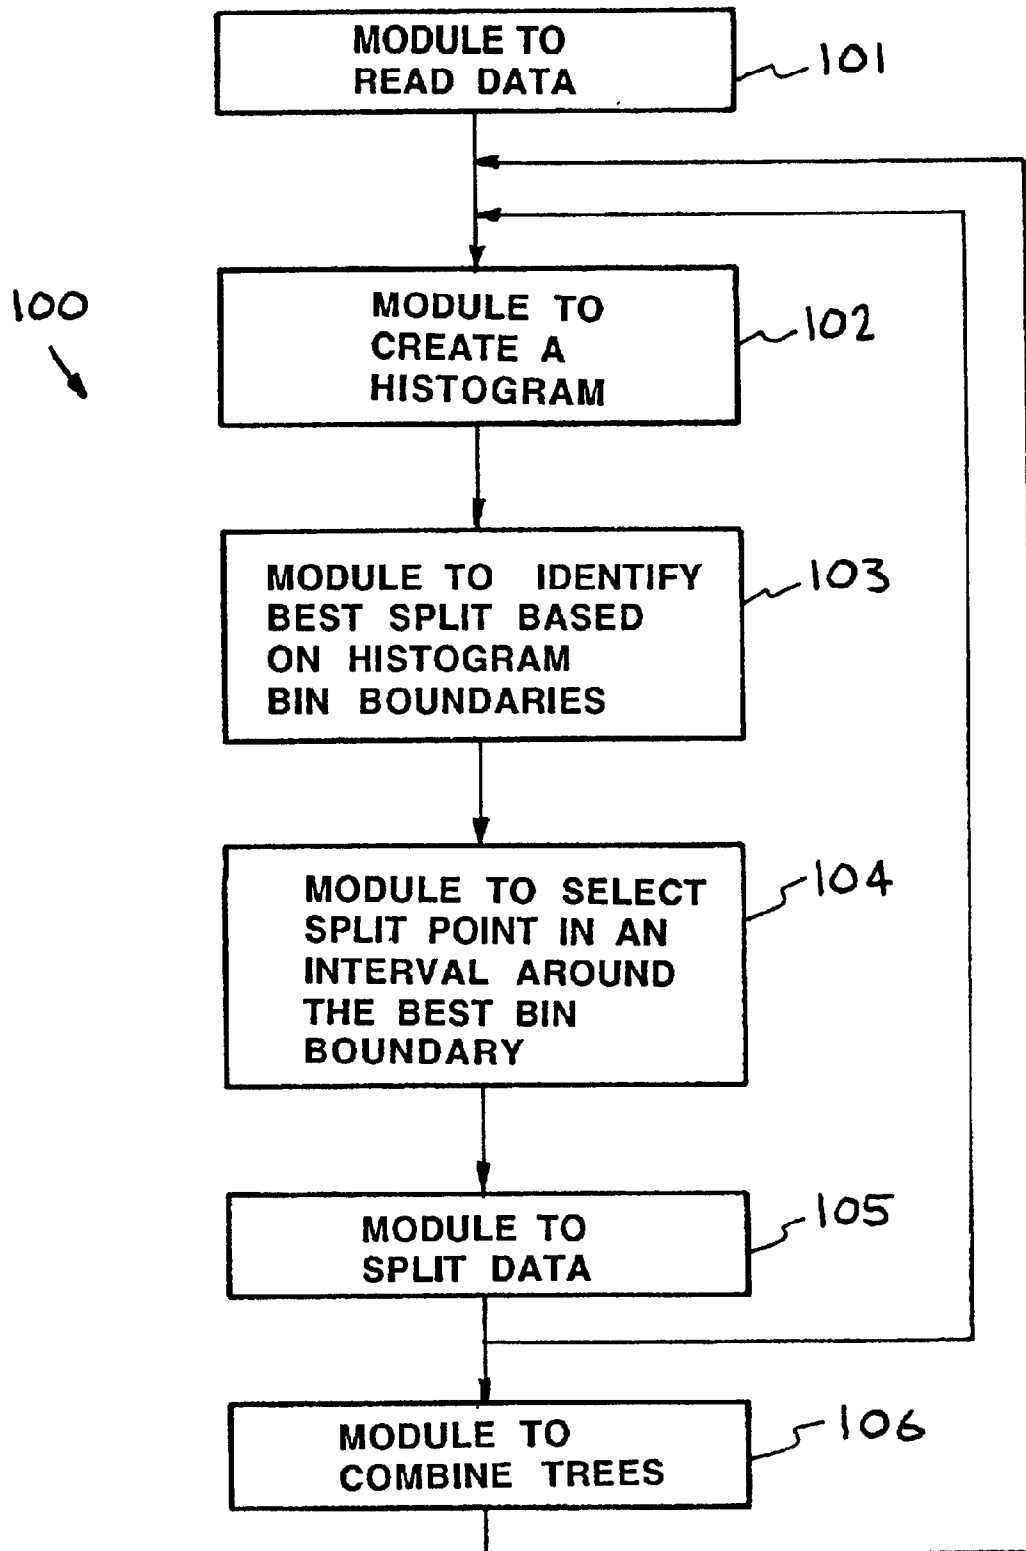 MODULE TO
READ DATA
101
100
MODULE TO
CREATE A
HISTOGRAM
102
MODULE TO IDENTIFY
BEST SPLIT BASED
ON HISTOGRAM
BIN BOUNDARIES
103
MODULE TO SELECT
SPLIT POINT IN AN
INTERVAL AROUND
THE BEST BIN
BOUNDARY
104
MODULE TO
SPLIT DATA
105
MODULE TO
COMBINE TREES
106